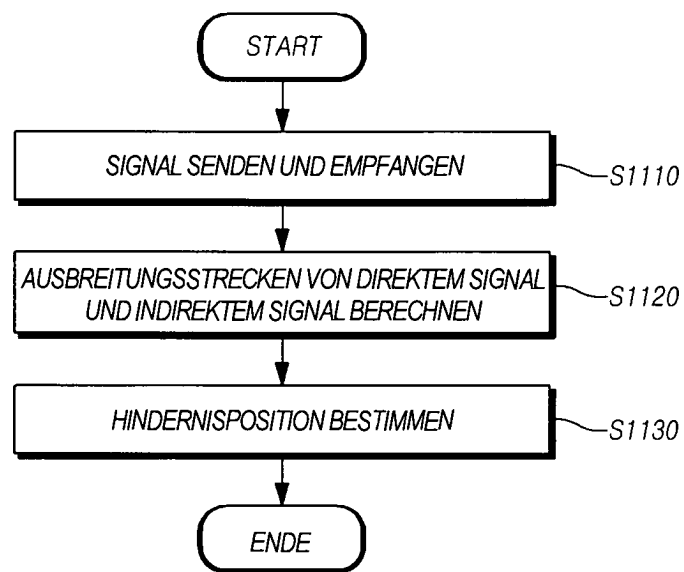 START
SIGNAL SENDEN UND EMPFANGEN
S1110
AUSBREITUNGSSTRECKEN VON DIREKTEM SIGNAL
UND INDIREKTEM SIGNAL BERECHNEN
S1120
HINDERNISPOSITION BESTIMMEN
S1130
ENDE